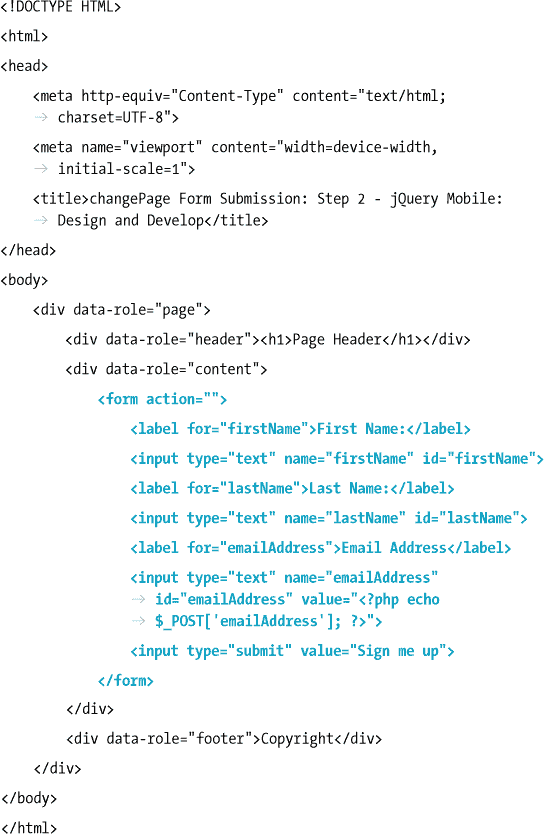 <!DOCTYPE HTML>
<html>
<head>
<meta http-equiv="Content-Type" content="text/html;
→ charset=UTF-8">
<meta name="viewport" content="width=device-width,
→ initial-scale=1">
<title>changePage Form Submission: Step 2 - jQuery Mobile:
→ Design and Develop</title>
</head>
<body>
<div data-role="page">
<div data-role="header"><h1>Page Header</h1></div>
<div data-role="content">
<form action="">
<label for="firstName">First Name:</label>
<input type="text" name="firstName" id="firstName">
<label for="lastName">Last Name:</label>
<input type="text" name="lastName" id="lastName">
<label for="emailAddress">Email Address</label>
<input type="text" name="emailAddress"
→ id="emailAddress" value="<?php echo
→ $_POST['emailAddress']; ?>">
<input type="submit" value="Sign me up">
</form>
</div>
<div data-role="footer">Copyright</div>
</div>
</body>
</html>